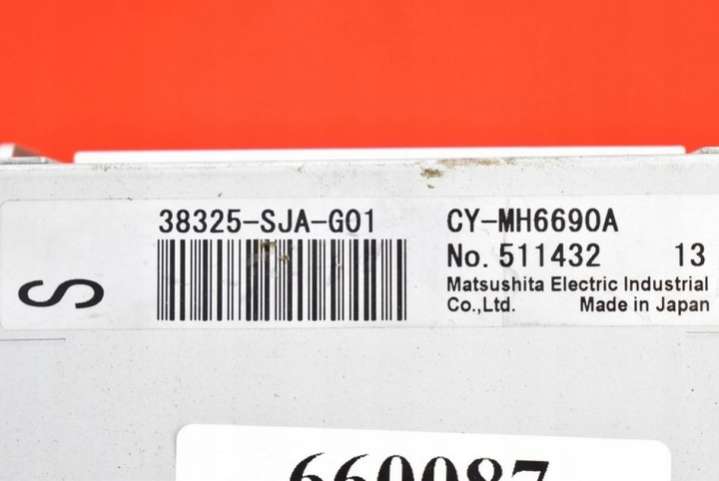 38325-SJA-G01
CY-MH6690A
No. 511432 13
Matsushita Electric Industrial
Co.,Ltd. Made in Japan
S
660087